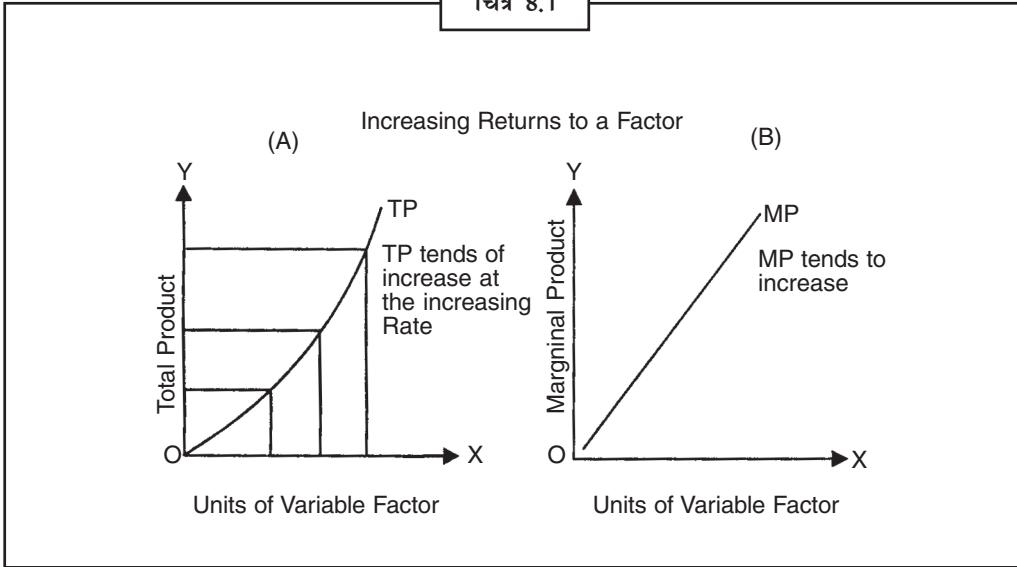 चित्र 8.1
Increasing Returns to a Factor
(A)
Y
TP
TP tends of
increase at
the increasing
Rate
Total Product
O
X
Units of Variable Factor
(B)
Y
MP
MP tends to
increase
Margninal Product
O
X
Units of Variable Factor